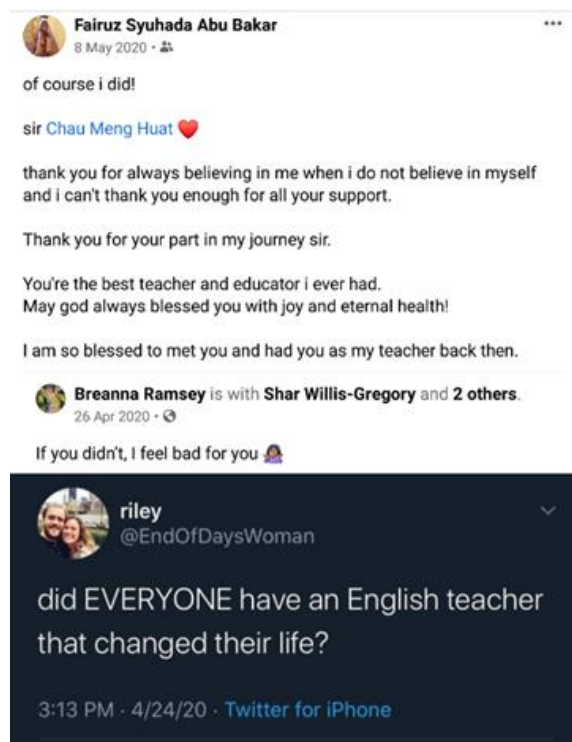 Fairuz Syuhada Abu Bakar
8 May 2020 ·
of course i did!
sir Chau Meng Huat ❤️
thank you for always believing in me when i do not believe in myself
and i can't thank you enough for all your support.
Thank you for your part in my journey sir.
You're the best teacher and educator i ever had.
May god always blessed you with joy and eternal health!
I am so blessed to met you and had you as my teacher back then.
Breanna Ramsey is with Shar Willis-Gregory and 2 others.
26 Apr 2020 ·
If you didn't, I feel bad for you 🤷🏾‍♀️
riley
@EndOfDaysWoman
did EVERYONE have an English teacher
that changed their life?
3:13 PM · 4/24/20 · Twitter for iPhone